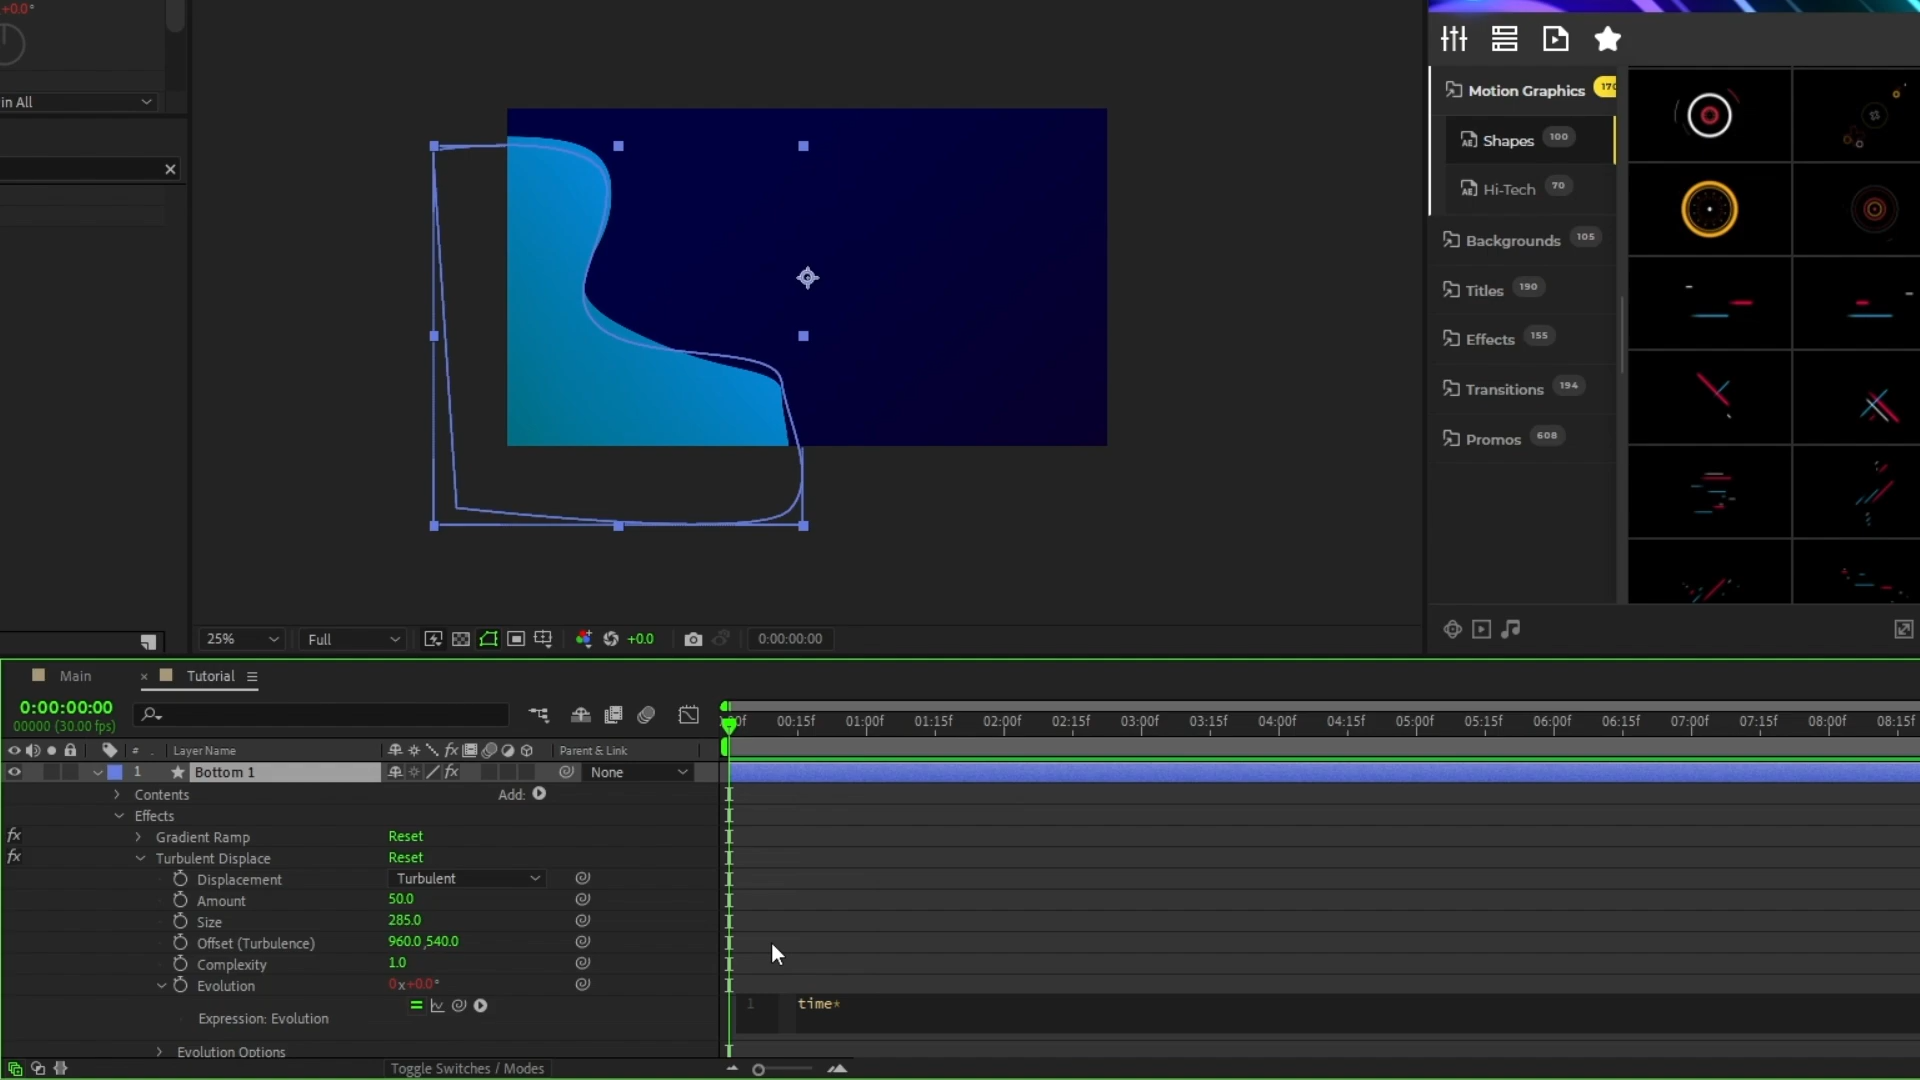 +0.0°
in All
Motion Graphics 170
Shapes 100
Hi-Tech 70
Backgrounds 105
Titles 190
Effects 155
Transitions 194
Promos 608
25% Full +0.0 0:00:00:00
Main × Tutorial
0:00:00:00
00000 (30.00 fps)
:00f 00:15f 01:00f 01:15f 02:00f 02:15f 03:00f 03:15f 04:00f 04:15f 05:00f 05:15f 06:00f 06:15f 07:00f 07:15f 08:00f 08:15f
Layer Name fx Parent & Link
1 Bottom 1 fx None
Contents Add:
Effects
fx Gradient Ramp Reset
fx Turbulent Displace Reset
Displacement Turbulent
Amount 50.0
Size 285.0
Offset (Turbulence) 960.0,540.0
Complexity 1.0
Evolution 0x+0.0°
Expression: Evolution 1 time*
Evolution Options
Toggle Switches / Modes